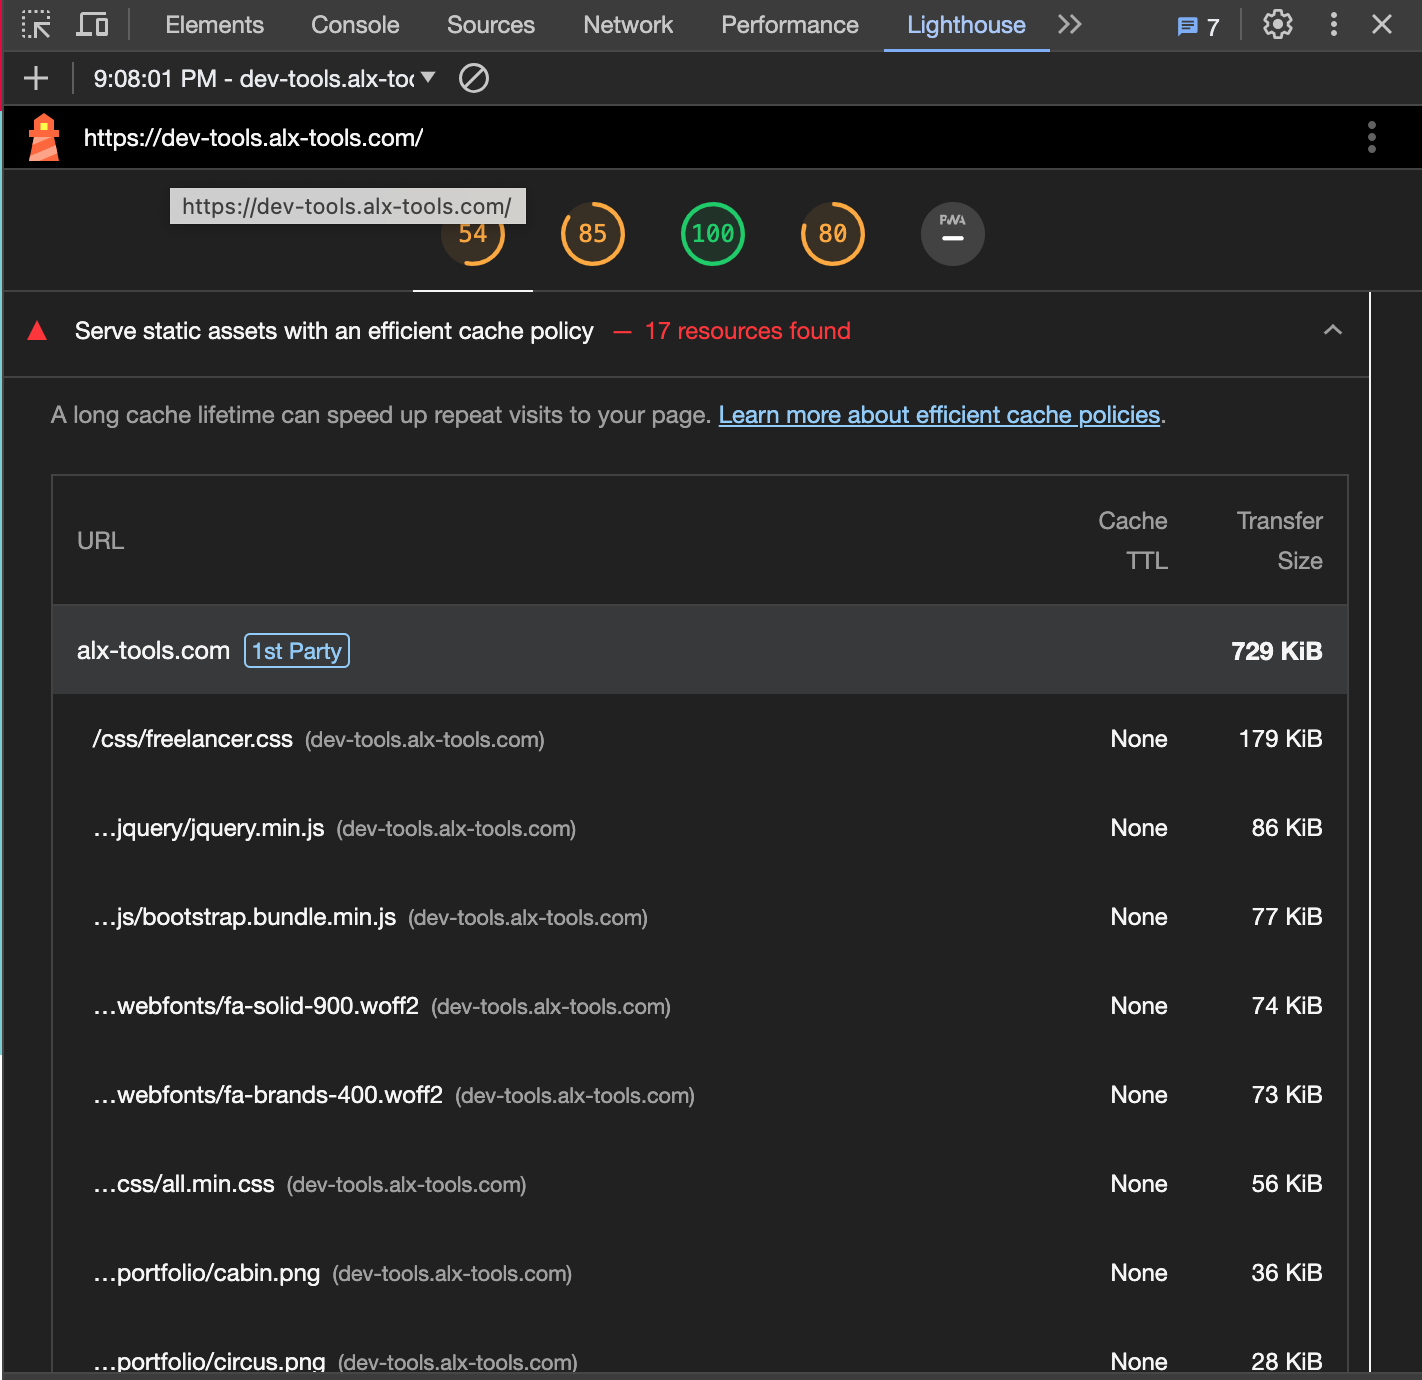 Elements Console Sources Network Performance Lighthouse 7
9:08:01 PM - dev-tools.alx-too
https://dev-tools.alx-tools.com/
https://dev-tools.alx-tools.com/
54 85 100 80 PWA
Serve static assets with an efficient cache policy — 17 resources found
A long cache lifetime can speed up repeat visits to your page. Learn more about efficient cache policies.
URL Cache TTL Transfer Size
alx-tools.com 1st Party 729 KiB
/css/freelancer.css (dev-tools.alx-tools.com) None 179 KiB
…jquery/jquery.min.js (dev-tools.alx-tools.com) None 86 KiB
…js/bootstrap.bundle.min.js (dev-tools.alx-tools.com) None 77 KiB
…webfonts/fa-solid-900.woff2 (dev-tools.alx-tools.com) None 74 KiB
…webfonts/fa-brands-400.woff2 (dev-tools.alx-tools.com) None 73 KiB
…css/all.min.css (dev-tools.alx-tools.com) None 56 KiB
…portfolio/cabin.png (dev-tools.alx-tools.com) None 36 KiB
…portfolio/circus.png (dev-tools.alx-tools.com) None 28 KiB